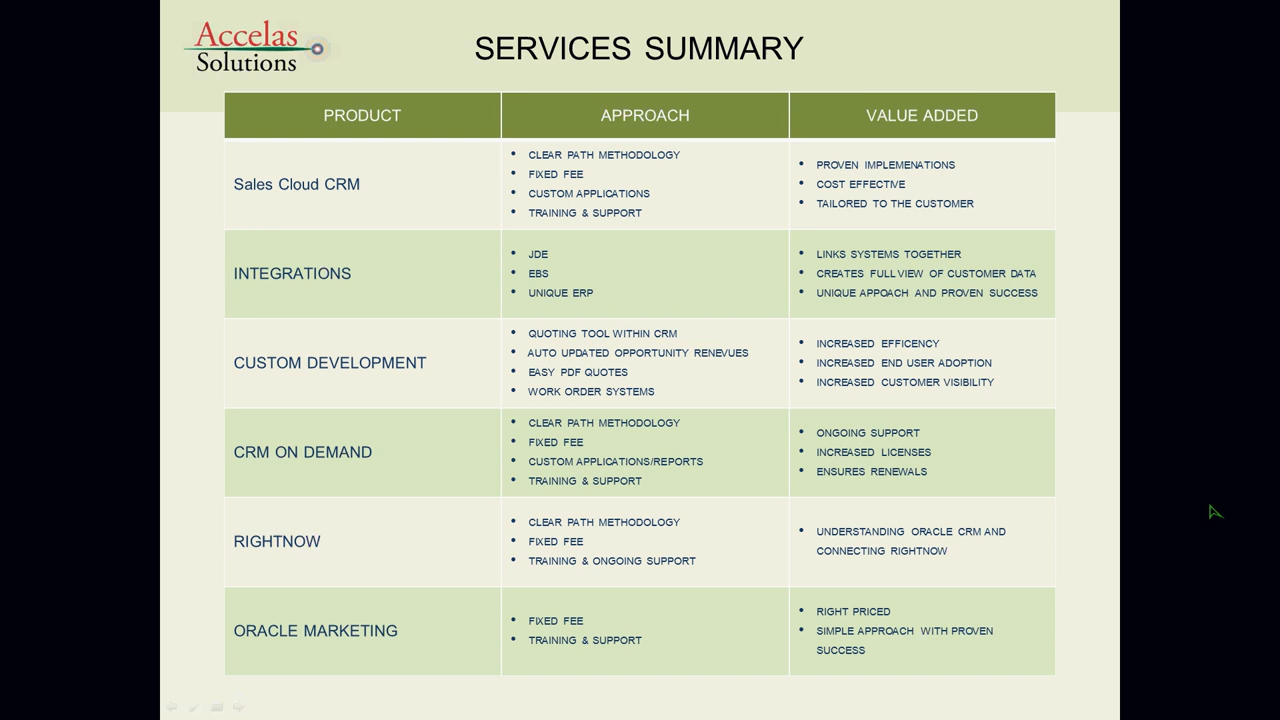 Accelas
Solutions
SERVICES SUMMARY
PRODUCT
APPROACH
VALUE ADDED
Sales Cloud CRM
• CLEAR PATH METHODOLOGY
• FIXED FEE
• CUSTOM APPLICATIONS
• TRAINING & SUPPORT
• PROVEN IMPLEMENATIONS
• COST EFFECTIVE
• TAILORED TO THE CUSTOMER
INTEGRATIONS
• JDE
• EBS
• UNIQUE ERP
• LINKS SYSTEMS TOGETHER
• CREATES FULL VIEW OF CUSTOMER DATA
• UNIQUE APPOACH AND PROVEN SUCCESS
CUSTOM DEVELOPMENT
• QUOTING TOOL WITHIN CRM
• AUTO UPDATED OPPORTUNITY RENEVUES
• EASY PDF QUOTES
• WORK ORDER SYSTEMS
• INCREASED EFFICENCY
• INCREASED END USER ADOPTION
• INCREASED CUSTOMER VISIBILITY
CRM ON DEMAND
• CLEAR PATH METHODOLOGY
• FIXED FEE
• CUSTOM APPLICATIONS/REPORTS
• TRAINING & SUPPORT
• ONGOING SUPPORT
• INCREASED LICENSES
• ENSURES RENEWALS
RIGHTNOW
• CLEAR PATH METHODOLOGY
• FIXED FEE
• TRAINING & ONGOING SUPPORT
• UNDERSTANDING ORACLE CRM AND
CONNECTING RIGHTNOW
ORACLE MARKETING
• FIXED FEE
• TRAINING & SUPPORT
• RIGHT PRICED
• SIMPLE APPROACH WITH PROVEN
SUCCESS